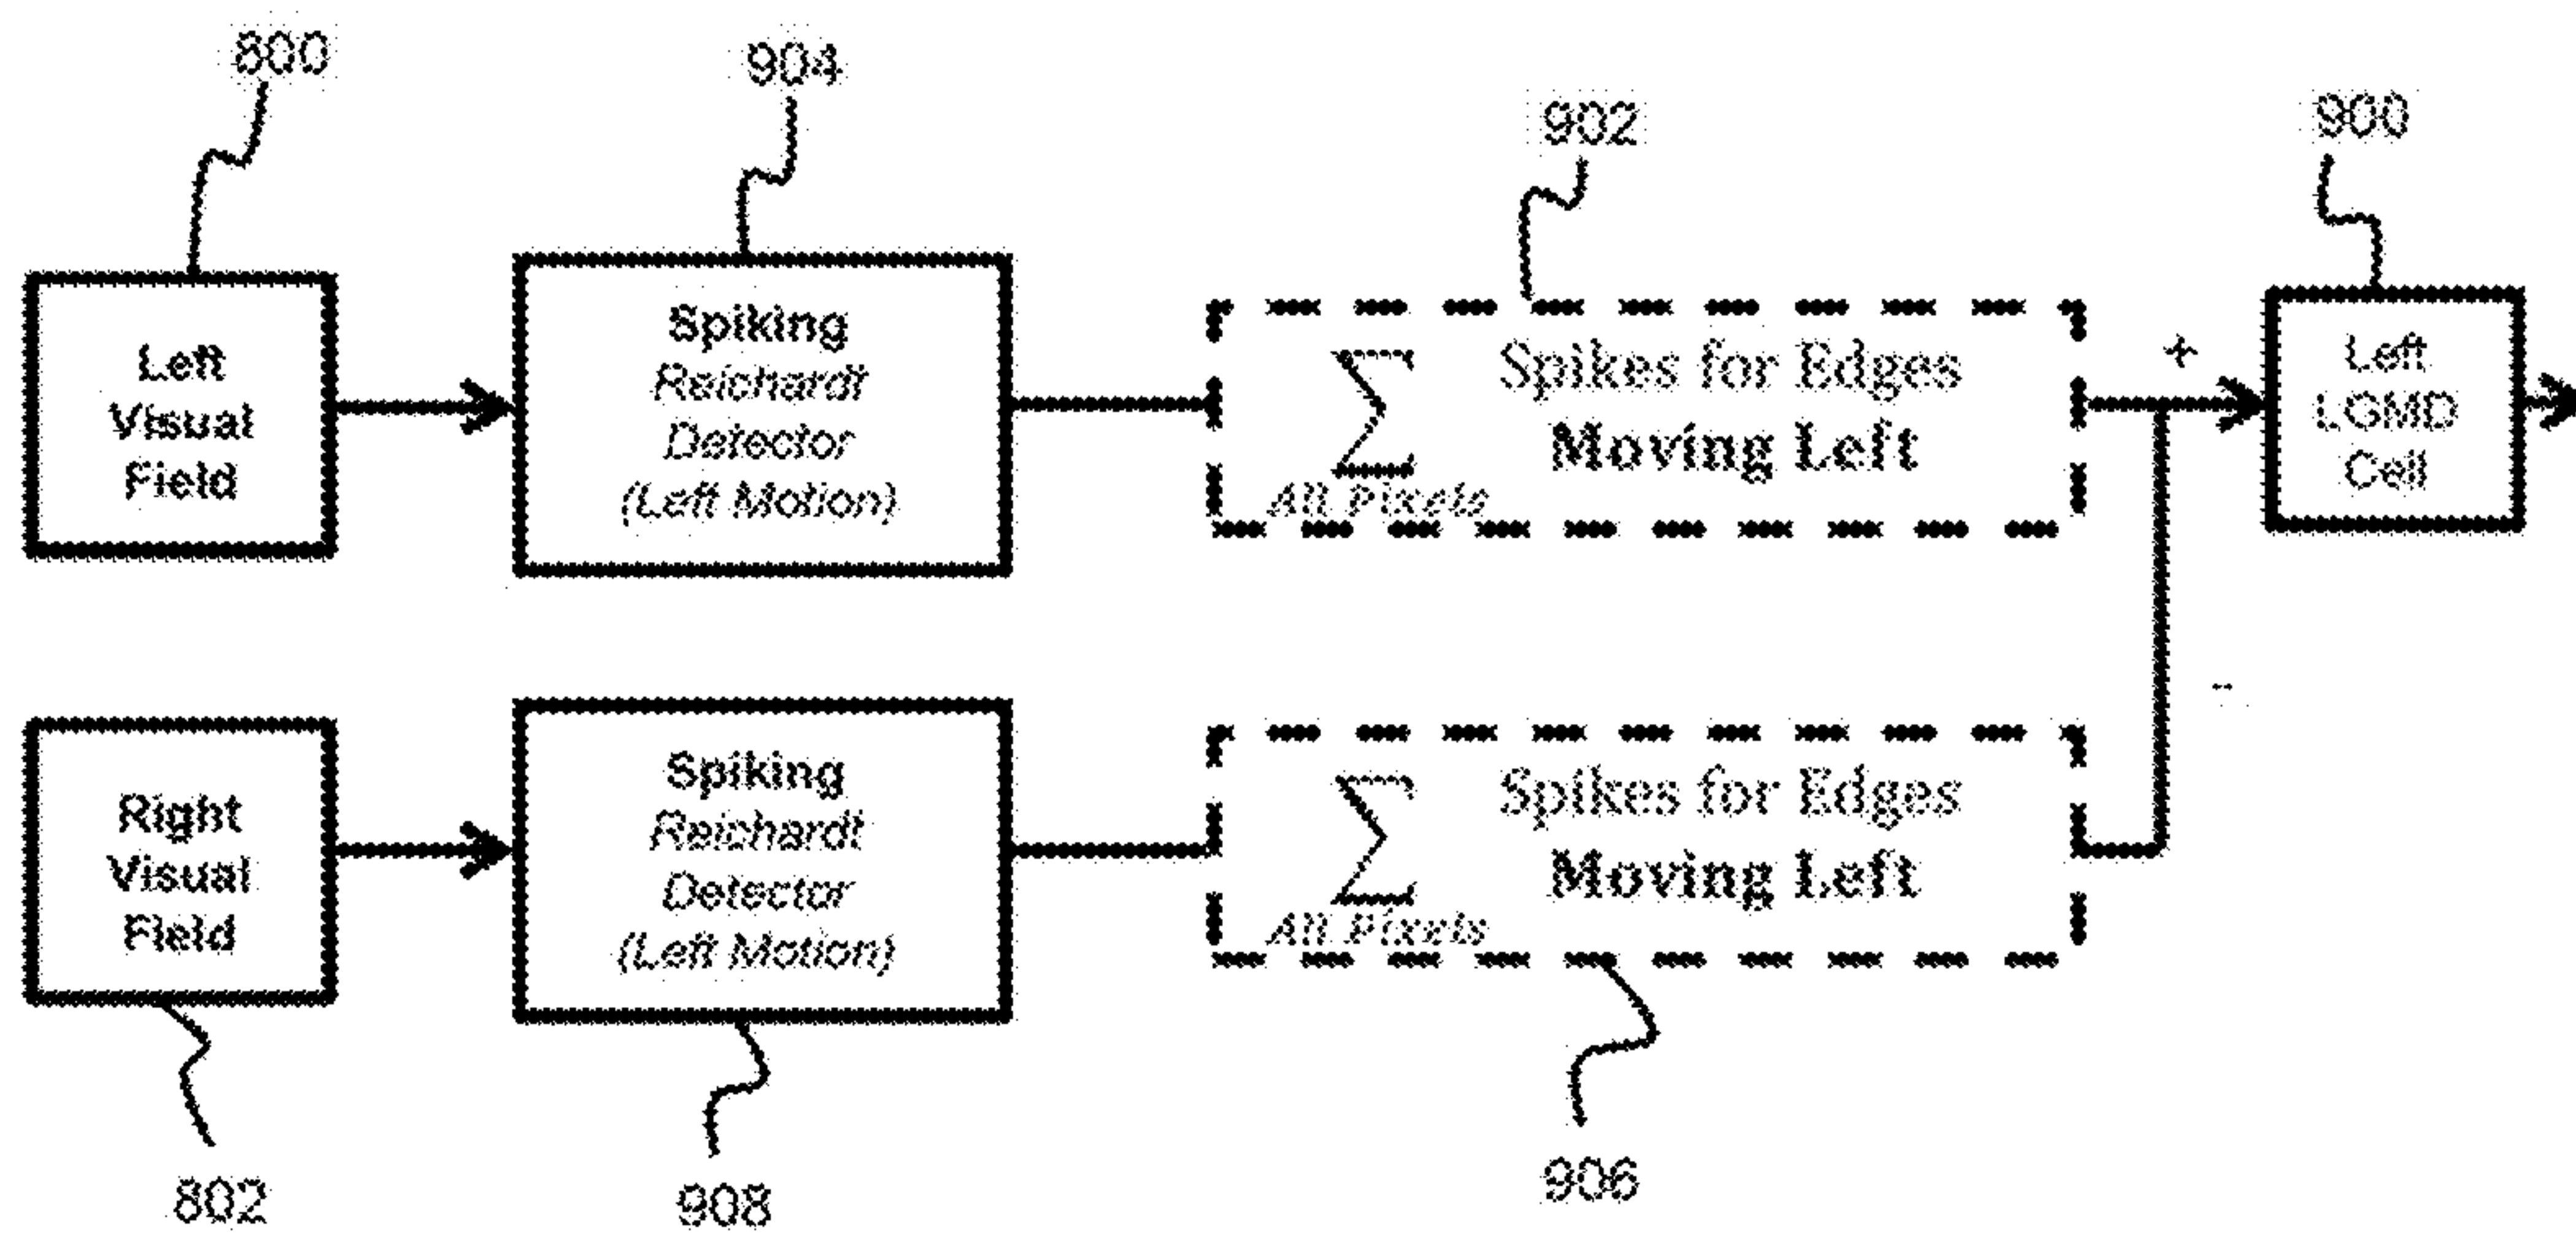 800
904
902
900
Left
Visual
Field
Spiking
Reichardt
Detector
(Left Motion)
∑ Spikes for Edges
Moving Left
All Pixels
+
Left
LGMD
Cell
-
Right
Visual
Field
Spiking
Reichardt
Detector
(Left Motion)
∑ Spikes for Edges
Moving Left
All Pixels
802
908
906